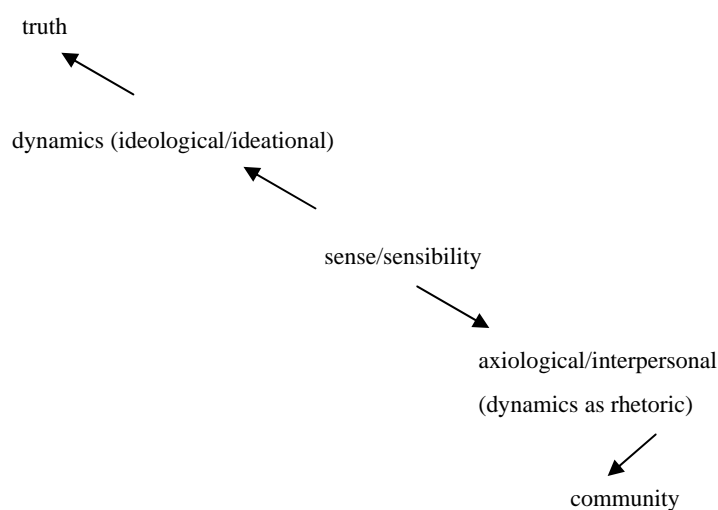 truth
dynamics (ideological/ideational)
sense/sensibility
axiological/interpersonal
(dynamics as rhetoric)
community